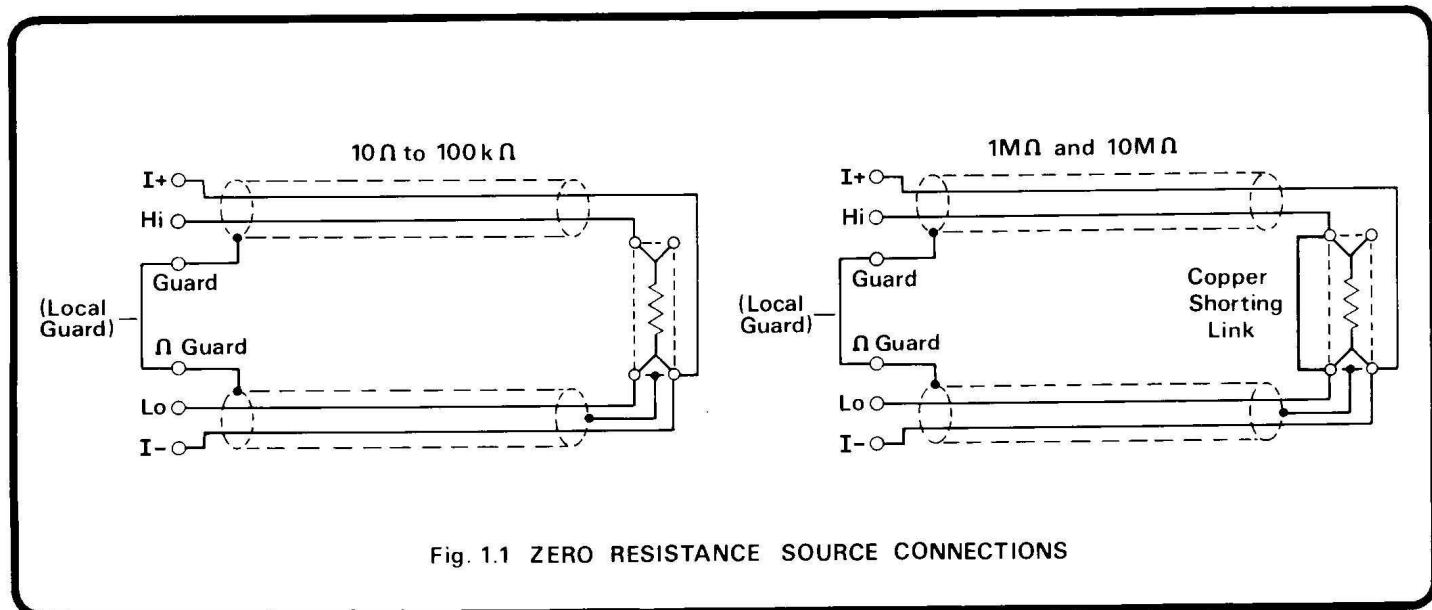 10Ω to 100kΩ
I+
Hi
Guard
(Local
Guard)
Ω Guard
Lo
I-
1MΩ and 10MΩ
I+
Hi
Guard
(Local
Guard)
Ω Guard
Lo
I-
Copper
Shorting
Link
Fig. 1.1 ZERO RESISTANCE SOURCE CONNECTIONS